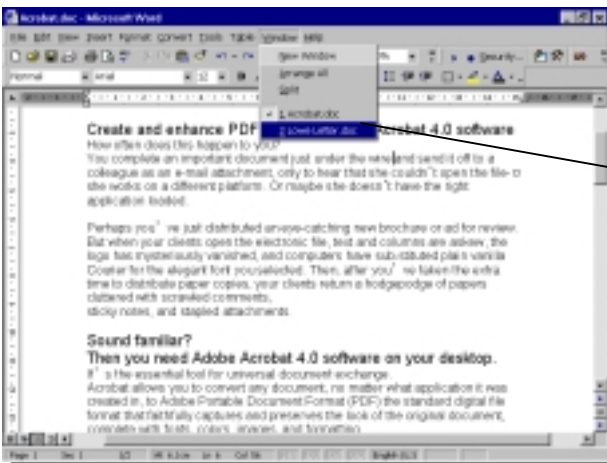 Acrobat.doc - Microsoft Word
File Edit View Insert Format Convert Tools Table Window Help
New Window
Arrange All
Split
Security...
Normal Arial 12 B
1 Acrobat.doc
2 Love Letter.doc
Create and enhance PDF Acrobat 4.0 software
How often does this happen to you?
You complete an important document just under the wire and send it off to a
colleague as an e-mail attachment, only to hear that she couldn't open the file- o
she works on a different platform. Or maybe she doesn't have the right
application loaded.
Perhaps you' ve just distributed an eye-catching new brochure or ad for review.
But when your clients open the electronic file, text and columns are askew, the
logo has mysteriously vanished, and computers have substituted plain vanilla
Courier for the elegant font you selected. Then, after you' ve taken the extra
time to distribute paper copies, your clients return a hodgepodge of papers
cluttered with scrawled comments,
sticky notes, and stapled attachments.
Sound familiar?
Then you need Adobe Acrobat 4.0 software on your desktop.
It' s the essential tool for universal document exchange.
Acrobat allows you to convert any document, no matter what application it was
created in, to Adobe Portable Document Format (PDF) the standard digital file
format that faithfully captures and preserves the look of the original document,
complete with fonts, colors, images, and formatting
Page 1 Sec 1 At Ln 4 Col 56 English (U.S.)